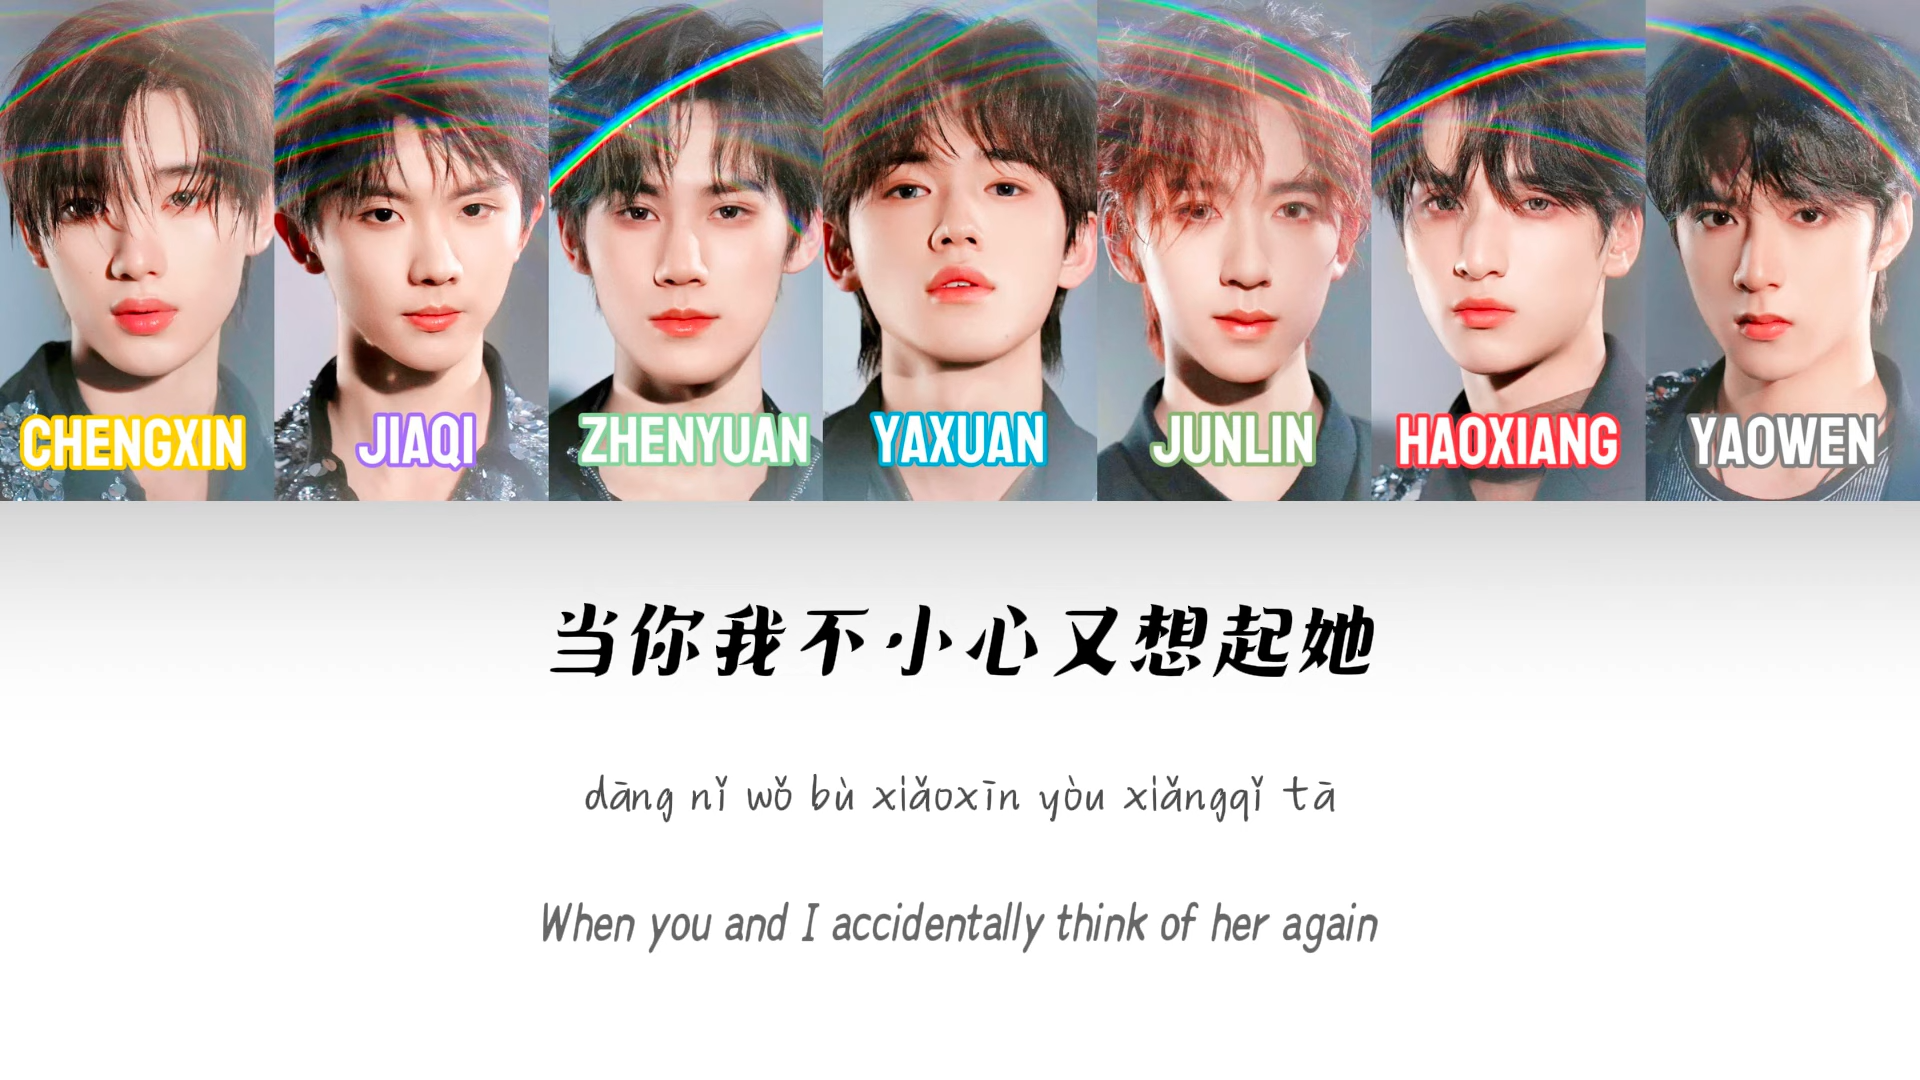 CHENGXIN JIAQI ZHENYUAN YAXUAN JUNLIN HAOXIANG YAOWEN
当你我不小心又想起她
dāng nǐ wǒ bù xiǎoxīn yòu xiǎngqǐ tā
When you and I accidentally think of her again